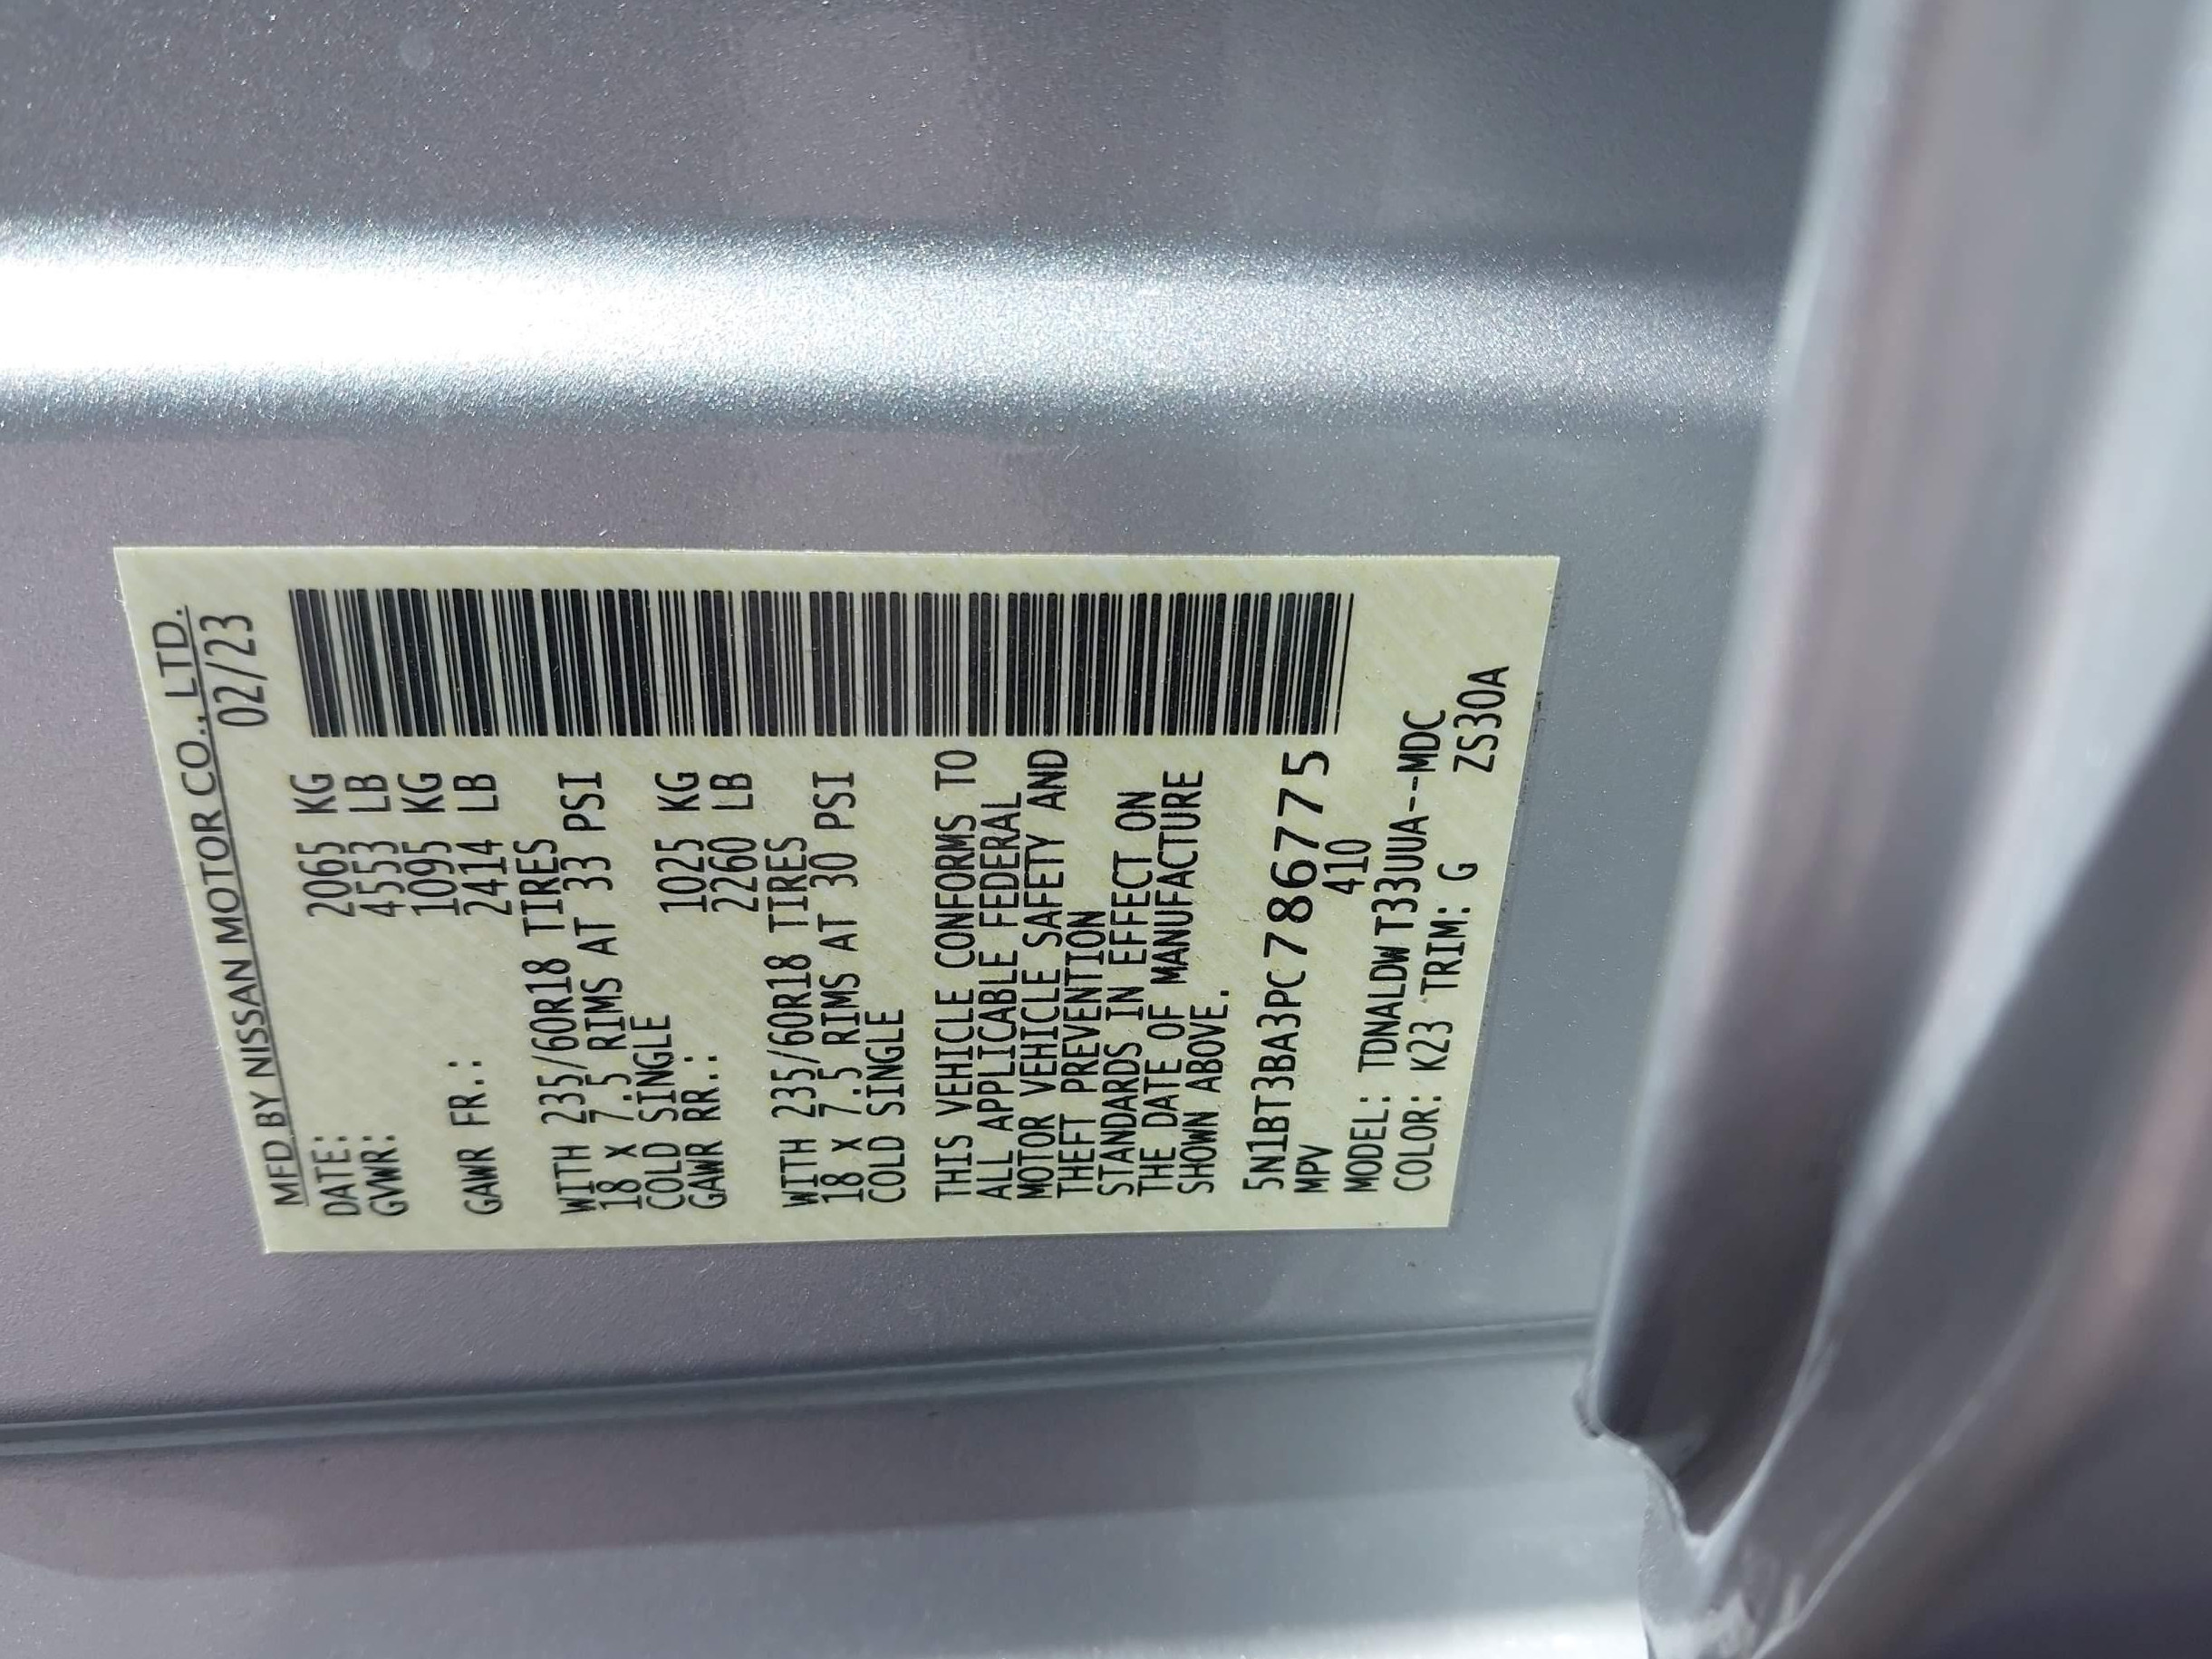 MFD BY NISSAN MOTOR CO., LTD.
DATE: 02/23
GVWR: 2065 KG
4553 LB
GAWR FR.: 1095 KG
2414 LB
WITH 235/60R18 TIRES
18 X 7.5 RIMS AT 33 PSI
COLD SINGLE
GAWR RR.: 1025 KG
2260 LB
WITH 235/60R18 TIRES
18 X 7.5 RIMS AT 30 PSI
COLD SINGLE
THIS VEHICLE CONFORMS TO
ALL APPLICABLE FEDERAL
MOTOR VEHICLE SAFETY AND
THEFT PREVENTION
STANDARDS IN EFFECT ON
THE DATE OF MANUFACTURE
SHOWN ABOVE.
5N1BT3BA3PC786775
MPV 410
MODEL: TDNALDW T33UUA--MDC
COLOR: K23 TRIM: G ZS30A